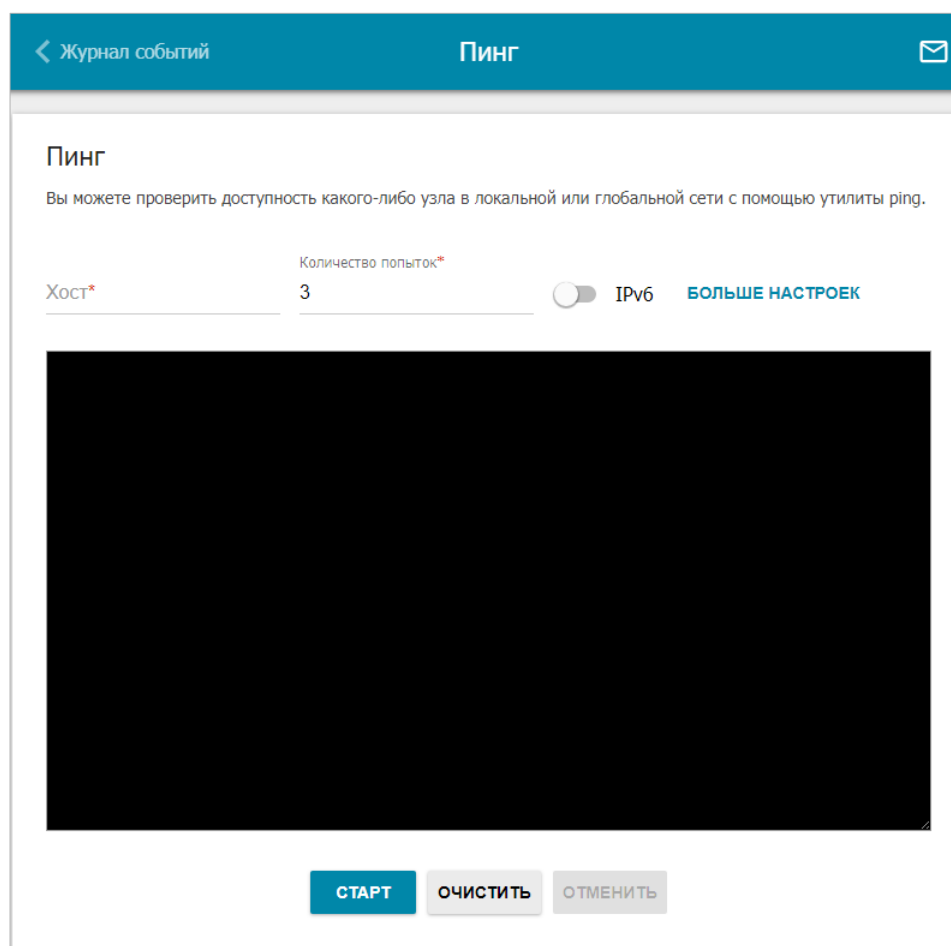 Журнал событий
Пинг
Пинг
Вы можете проверить доступность какого-либо узла в локальной или глобальной сети с помощью утилиты ping.
Количество попыток*
Хост* 3 IPv6 БОЛЬШЕ НАСТРОЕК
СТАРТ ОЧИСТИТЬ ОТМЕНИТЬ